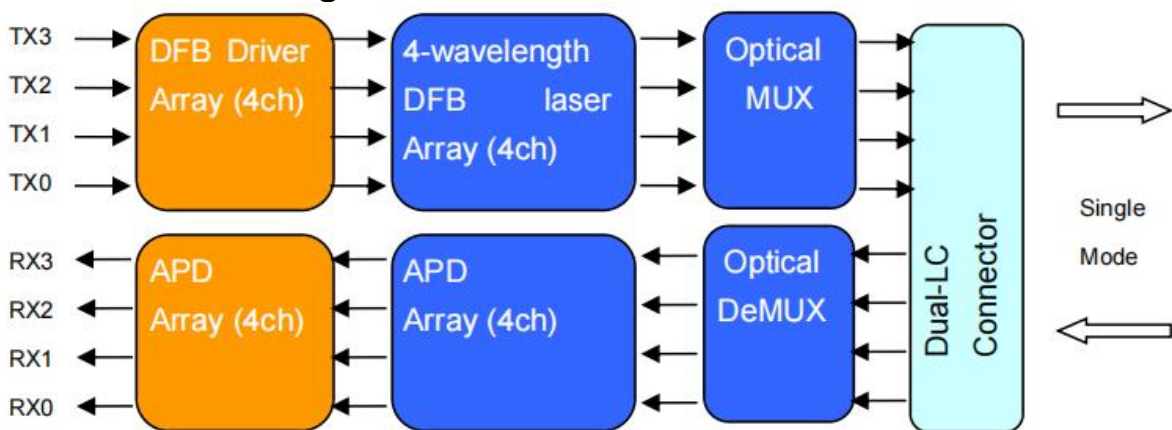 TX3
TX2
TX1
TX0
DFB Driver
Array (4ch)
4-wavelength
DFB laser
Array (4ch)
Optical
MUX
RX3
RX2
RX1
RX0
APD
Array (4ch)
APD
Array (4ch)
Optical
DeMUX
Dual-LC
Connector
Single
Mode